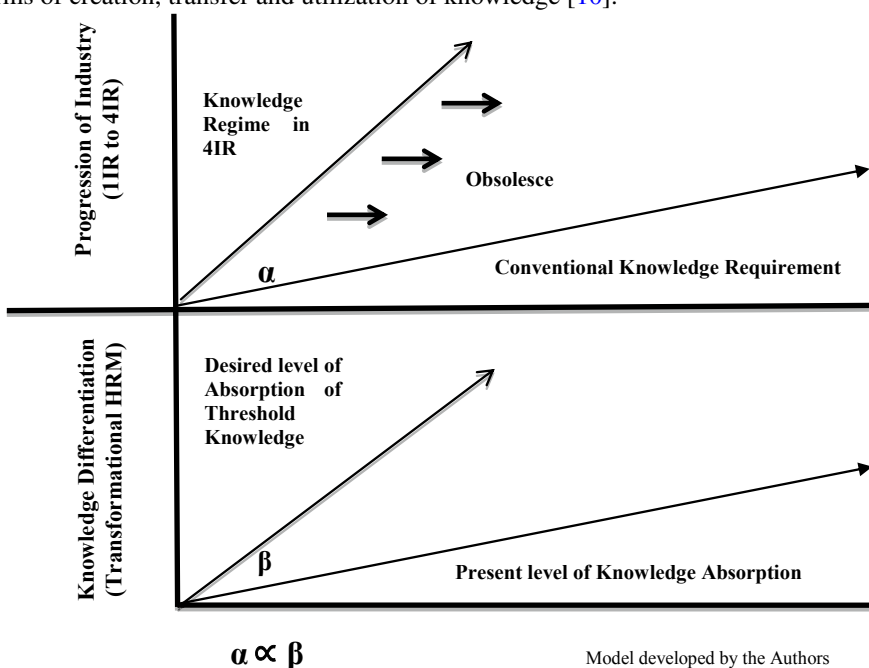 creation, transfer and utilization of knowledge [10].
Progression of Industry
(1IR to 4IR)
Knowledge
Regime in
4IR
Obsolesce
α
Conventional Knowledge Requirement
Knowledge Differentiation
(Transformational HRM)
Desired level of
Absorption of
Threshold
Knowledge
β
Present level of Knowledge Absorption
α ∝ β
Model developed by the Authors